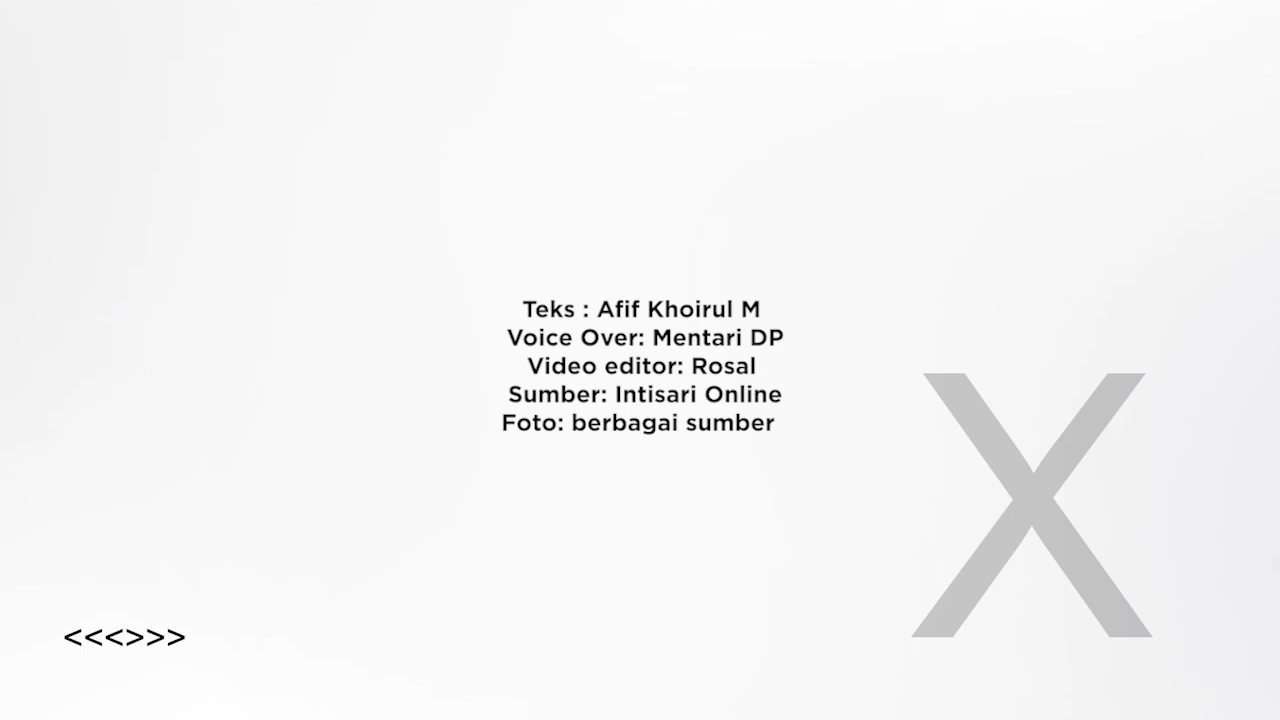 Teks : Afif Khoirul M
Voice Over: Mentari DP
Video editor: Rosal
Sumber: Intisari Online
Foto: berbagai sumber
X
<<<>>>